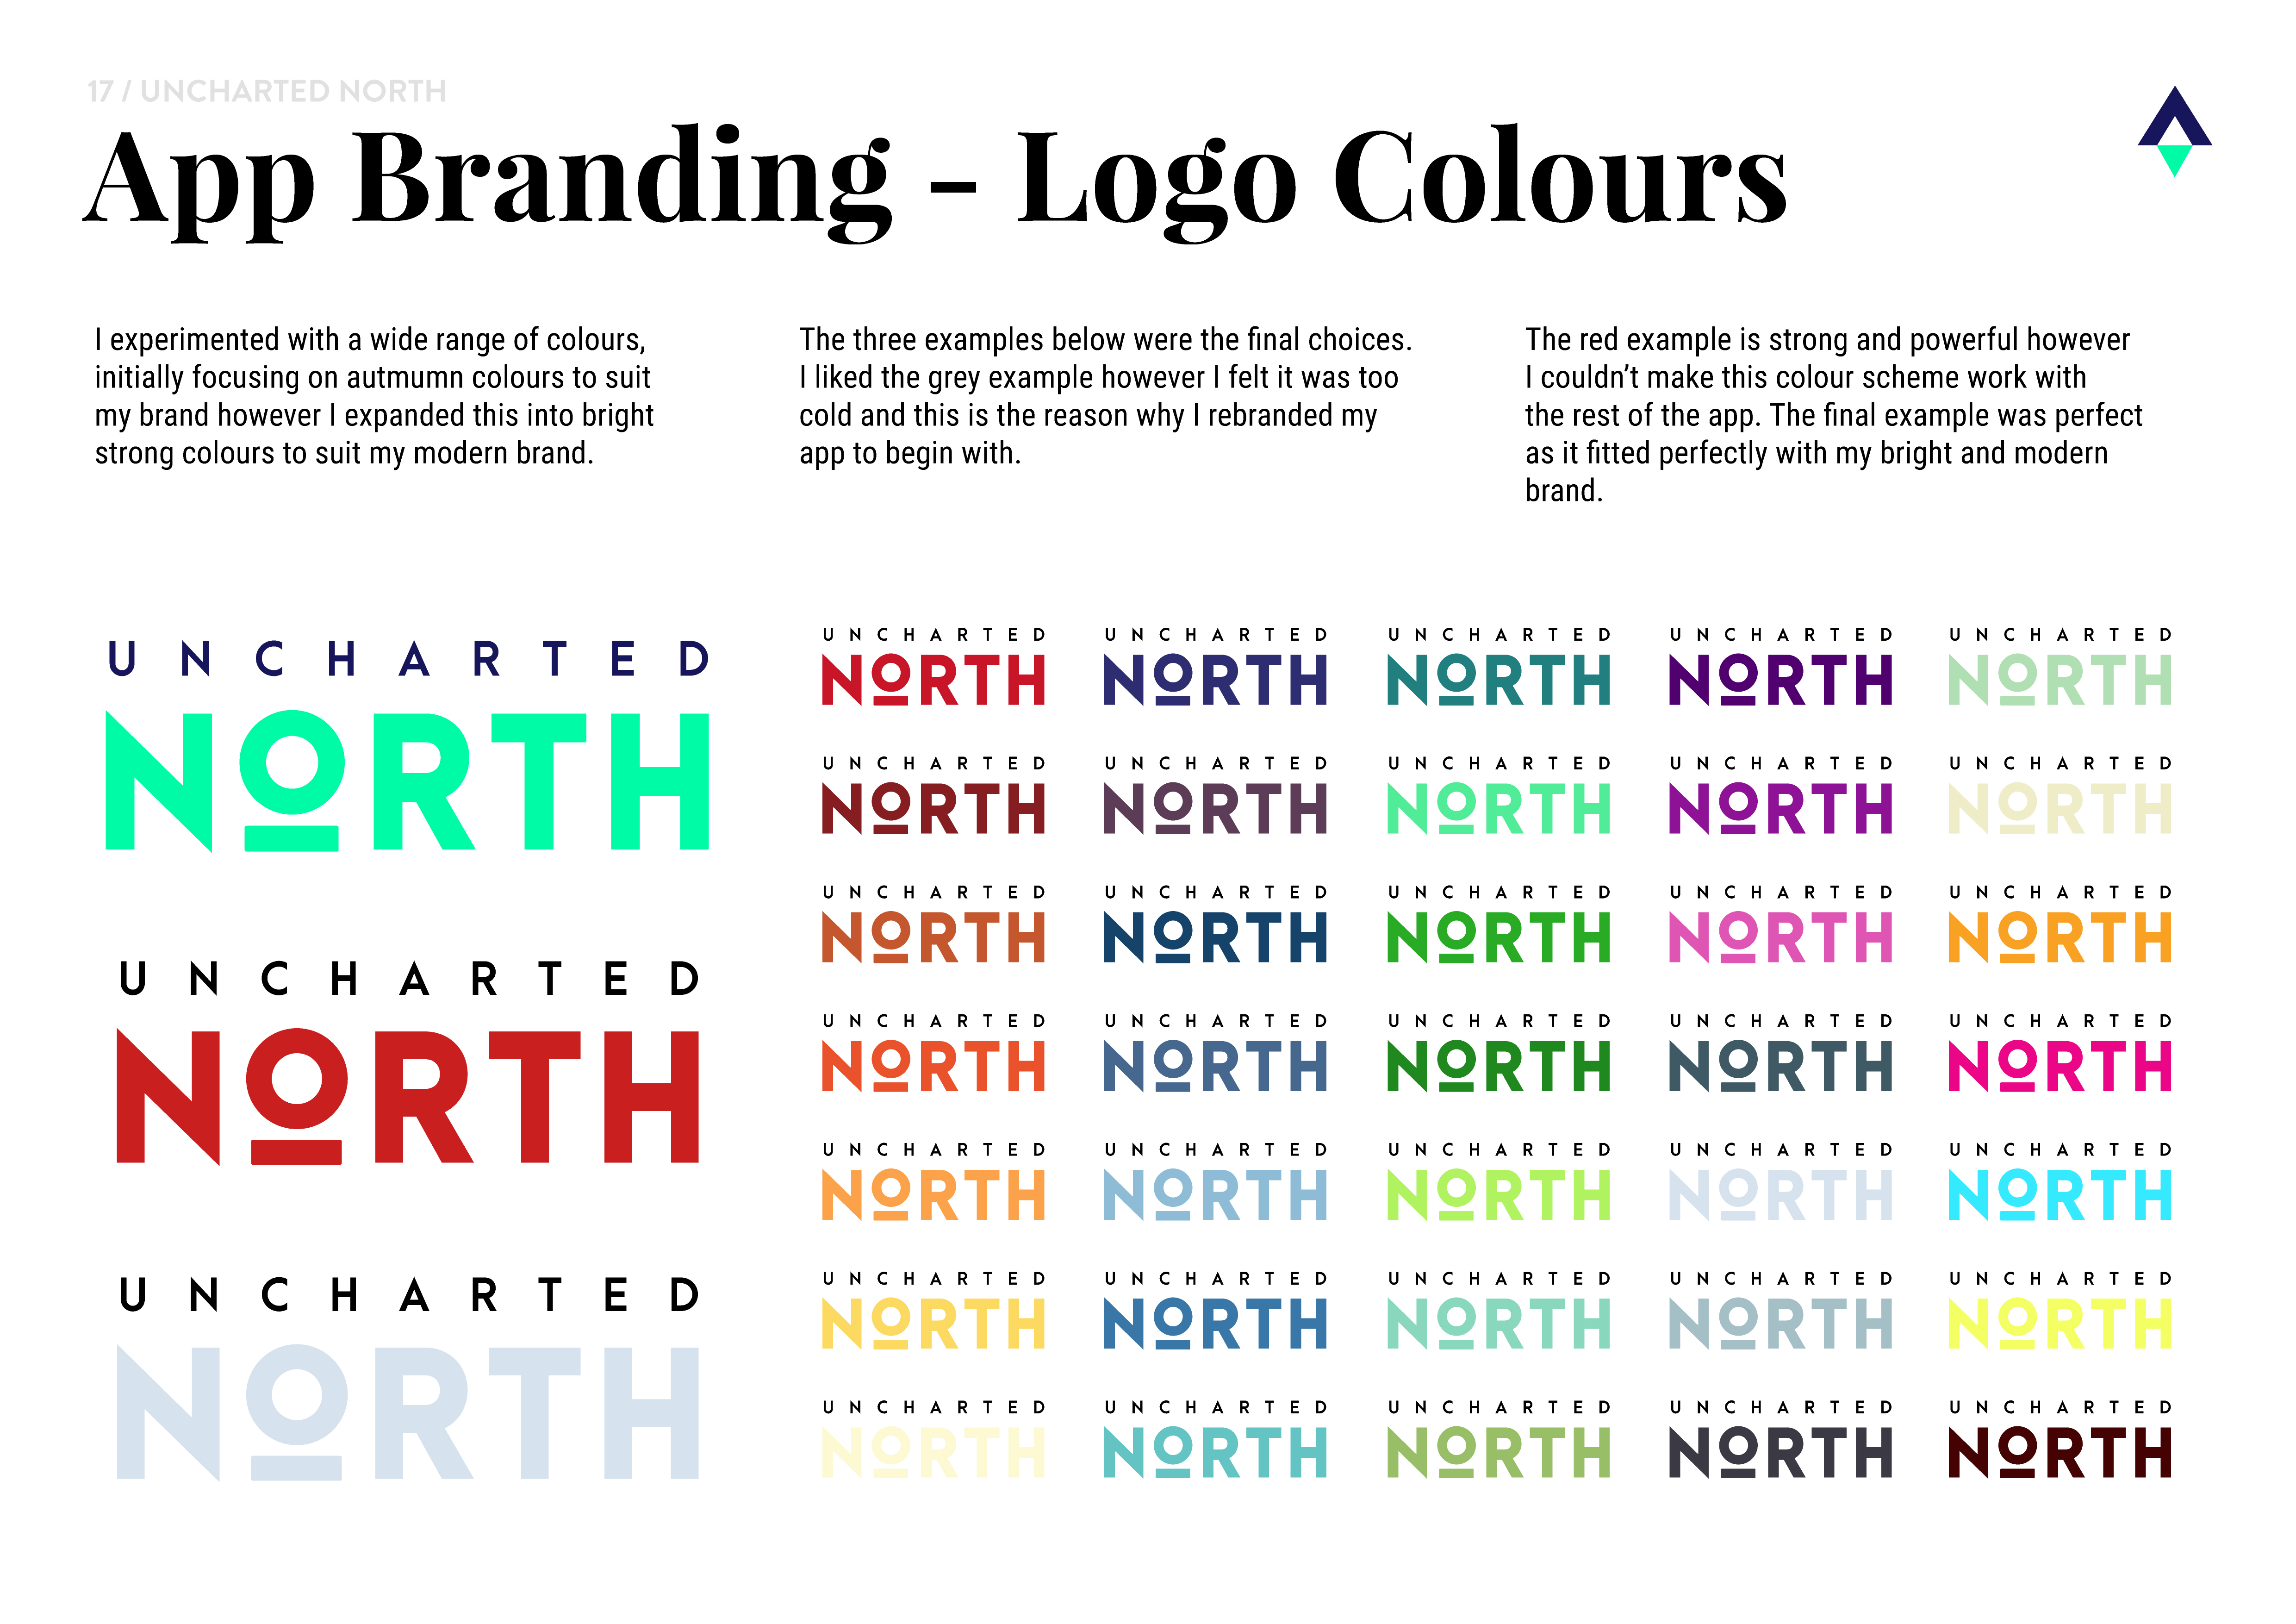 17 / UNCHARTED NORTH
App Branding - Logo Colours
I experimented with a wide range of colours,
initially focusing on autmumn colours to suit
my brand however I expanded this into bright
strong colours to suit my modern brand.
The three examples below were the final choices.
I liked the grey example however I felt it was too
cold and this is the reason why I rebranded my
app to begin with.
The red example is strong and powerful however
I couldn't make this colour scheme work with
the rest of the app. The final example was perfect
as it fitted perfectly with my bright and modern
brand.
UNCHARTED
NORTH
UNCHARTED
NORTH
UNCHARTED
NORTH
UNCHARTED UNCHARTED UNCHARTED UNCHARTED UNCHARTED
NORTH NORTH NORTH NORTH NORTH
UNCHARTED UNCHARTED UNCHARTED UNCHARTED UNCHARTED
NORTH NORTH NORTH NORTH NORTH
UNCHARTED UNCHARTED UNCHARTED UNCHARTED UNCHARTED
NORTH NORTH NORTH NORTH NORTH
UNCHARTED UNCHARTED UNCHARTED UNCHARTED UNCHARTED
NORTH NORTH NORTH NORTH NORTH
UNCHARTED UNCHARTED UNCHARTED UNCHARTED UNCHARTED
NORTH NORTH NORTH NORTH NORTH
UNCHARTED UNCHARTED UNCHARTED UNCHARTED UNCHARTED
NORTH NORTH NORTH NORTH NORTH
UNCHARTED UNCHARTED UNCHARTED UNCHARTED UNCHARTED
NORTH NORTH NORTH NORTH NORTH